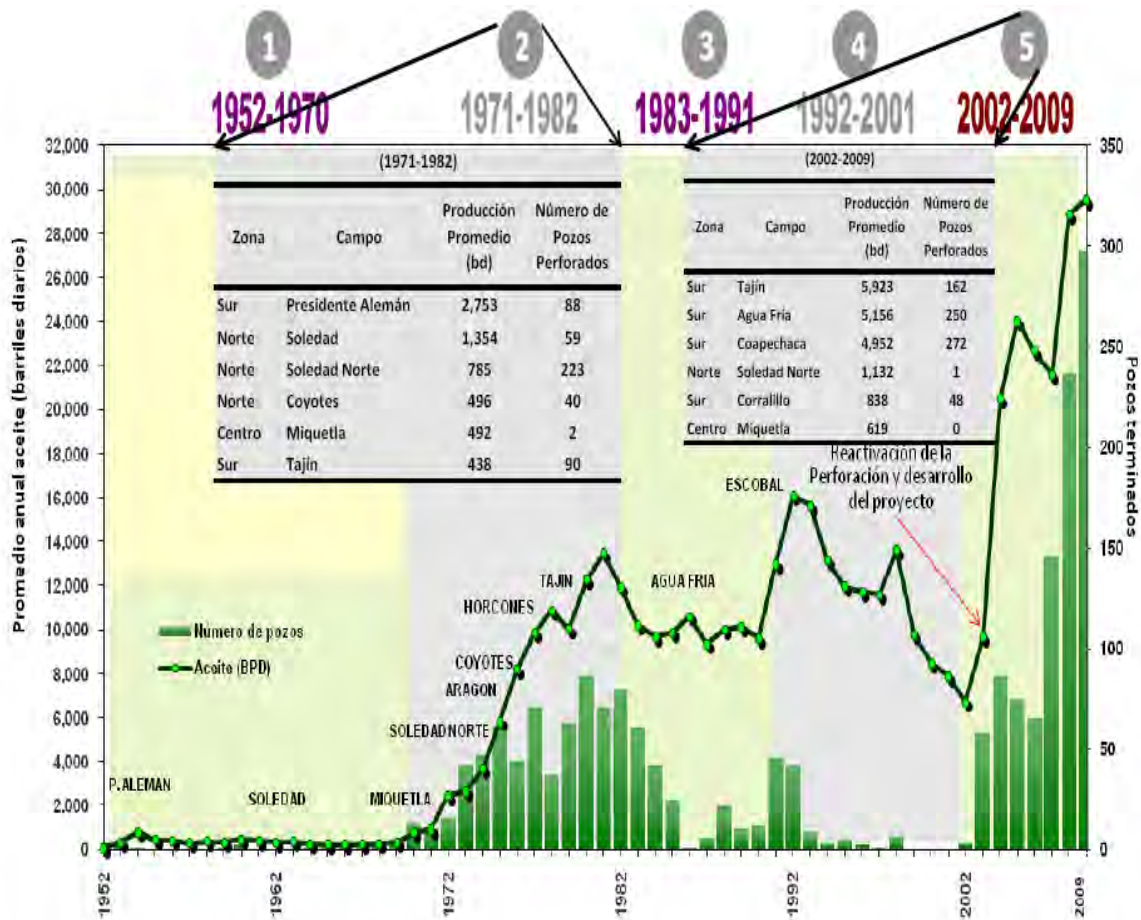 1 2 3 4 5
1952-1970 1971-1982 1983-1991 1992-2001 2002-2009
Promedio anual aceite (barriles diarios)
32,000
30,000
28,000
26,000
24,000
22,000
20,000
18,000
16,000
14,000
12,000
10,000
8,000
6,000
4,000
2,000
0
(1971-1982)
Zona Campo Producción Promedio (bd) Número de Pozos Perforados
Sur Presidente Alemán 2,753 88
Norte Soledad 1,354 59
Norte Soledad Norte 785 223
Norte Coyotes 496 40
Centro Miquetla 492 2
Sur Tajín 438 90
(2002-2009)
Zona Campo Producción Promedio (bd) Número de Pozos Perforados
Sur Tajín 5,923 162
Sur Agua Fría 5,156 250
Sur Coapechaca 4,952 272
Norte Soledad Norte 1,132 1
Sur Corralillo 838 48
Centro Miquetla 619 0
Reactivación de la
Perforación y desarrollo
del proyecto
ESCOBAL
AGUA FRIA
TAJIN
HORCONES
COYOTES
ARAGON
SOLEDAD NORTE
MIQUETLA
SOLEDAD
P. ALEMAN
Numero de pozos
Aceite (BPD)
350
300
250
200
150
100
50
0
Pozos terminados
1952 1962 1972 1982 1992 2002 2009